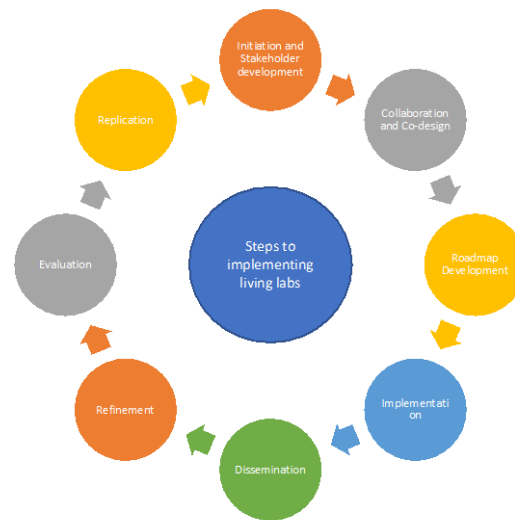 Initiation and
Stakeholder
development
Collaboration
and Co-design
Roadmap
Development
Implementati
on
Dissemination
Refinement
Evaluation
Replication
Steps to
implementing
living labs